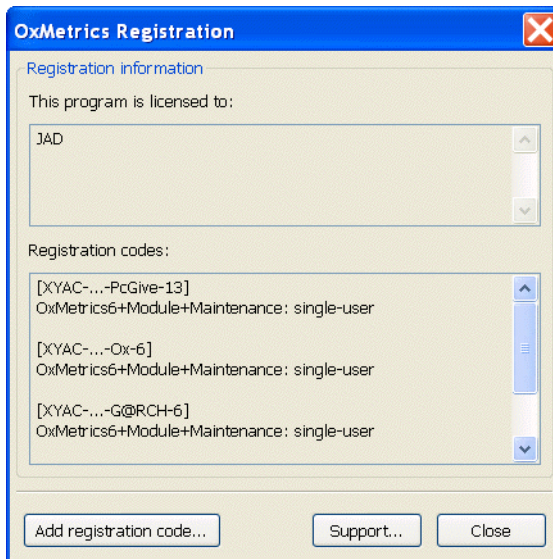 OxMetrics Registration
Registration information
This program is licensed to:
JAD
Registration codes:
[XYAC-...-PcGive-13]
OxMetrics6+Module+Maintenance: single-user
[XYAC-...-Ox-6]
OxMetrics6+Module+Maintenance: single-user
[XYAC-...-G@RCH-6]
OxMetrics6+Module+Maintenance: single-user
Add registration code...
Support...
Close